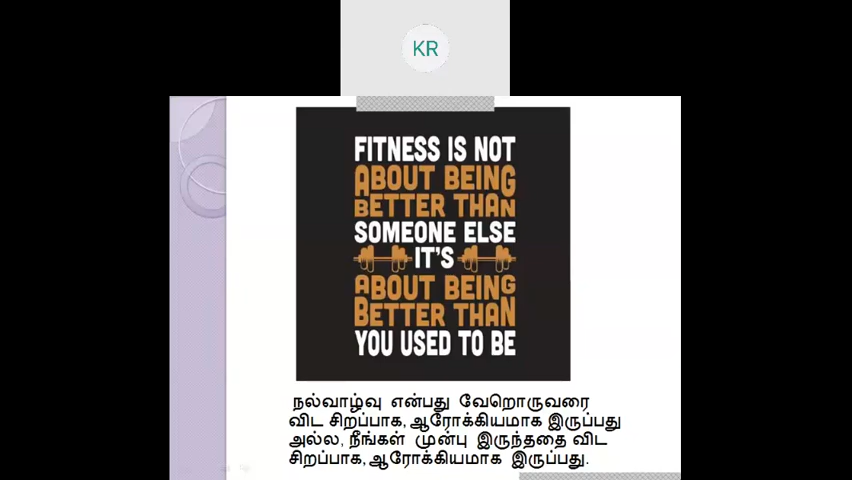 KR
FITNESS IS NOT
ABOUT BEING
BETTER THAN
SOMEONE ELSE
IT'S
ABOUT BEING
BETTER THAN
YOU USED TO BE
நல்வாழ்வு என்பது வேறொருவரை
விட சிறப்பாக,ஆரோக்கியமாக இருப்பது
அல்ல, நீங்கள் முன்பு இருந்ததை விட
சிறப்பாக,ஆரோக்கியமாக இருப்பது.